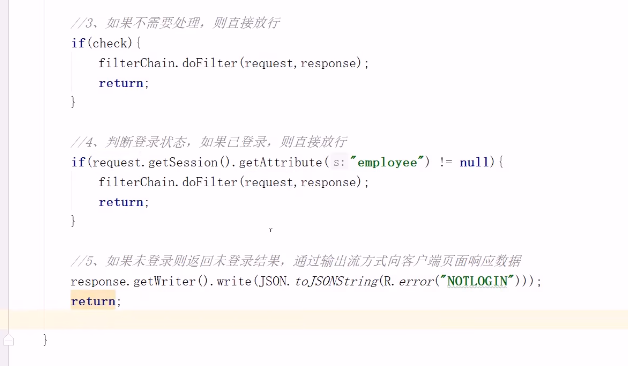 //3、如果不需要处理，则直接放行
if(check){
filterChain.doFilter(request,response);
return;
}
//4、判断登录状态，如果已登录，则直接放行
if(request.getSession().getAttribute( s: "employee") != null){
filterChain.doFilter(request,response);
return;
}
//5、如果未登录则返回未登录结果，通过输出流方式向客户端页面响应数据
response.getWriter().write(JSON.toJSONString(R.error("NOTLOGIN")));
return;
}